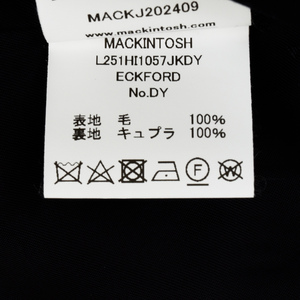 MACKJ202409
www.mackintosh.com
MACKINTOSH
L251HI1057JKDY
ECKFORD
No.DY
表地 毛 100%
裏地 キュプラ 100%
F W